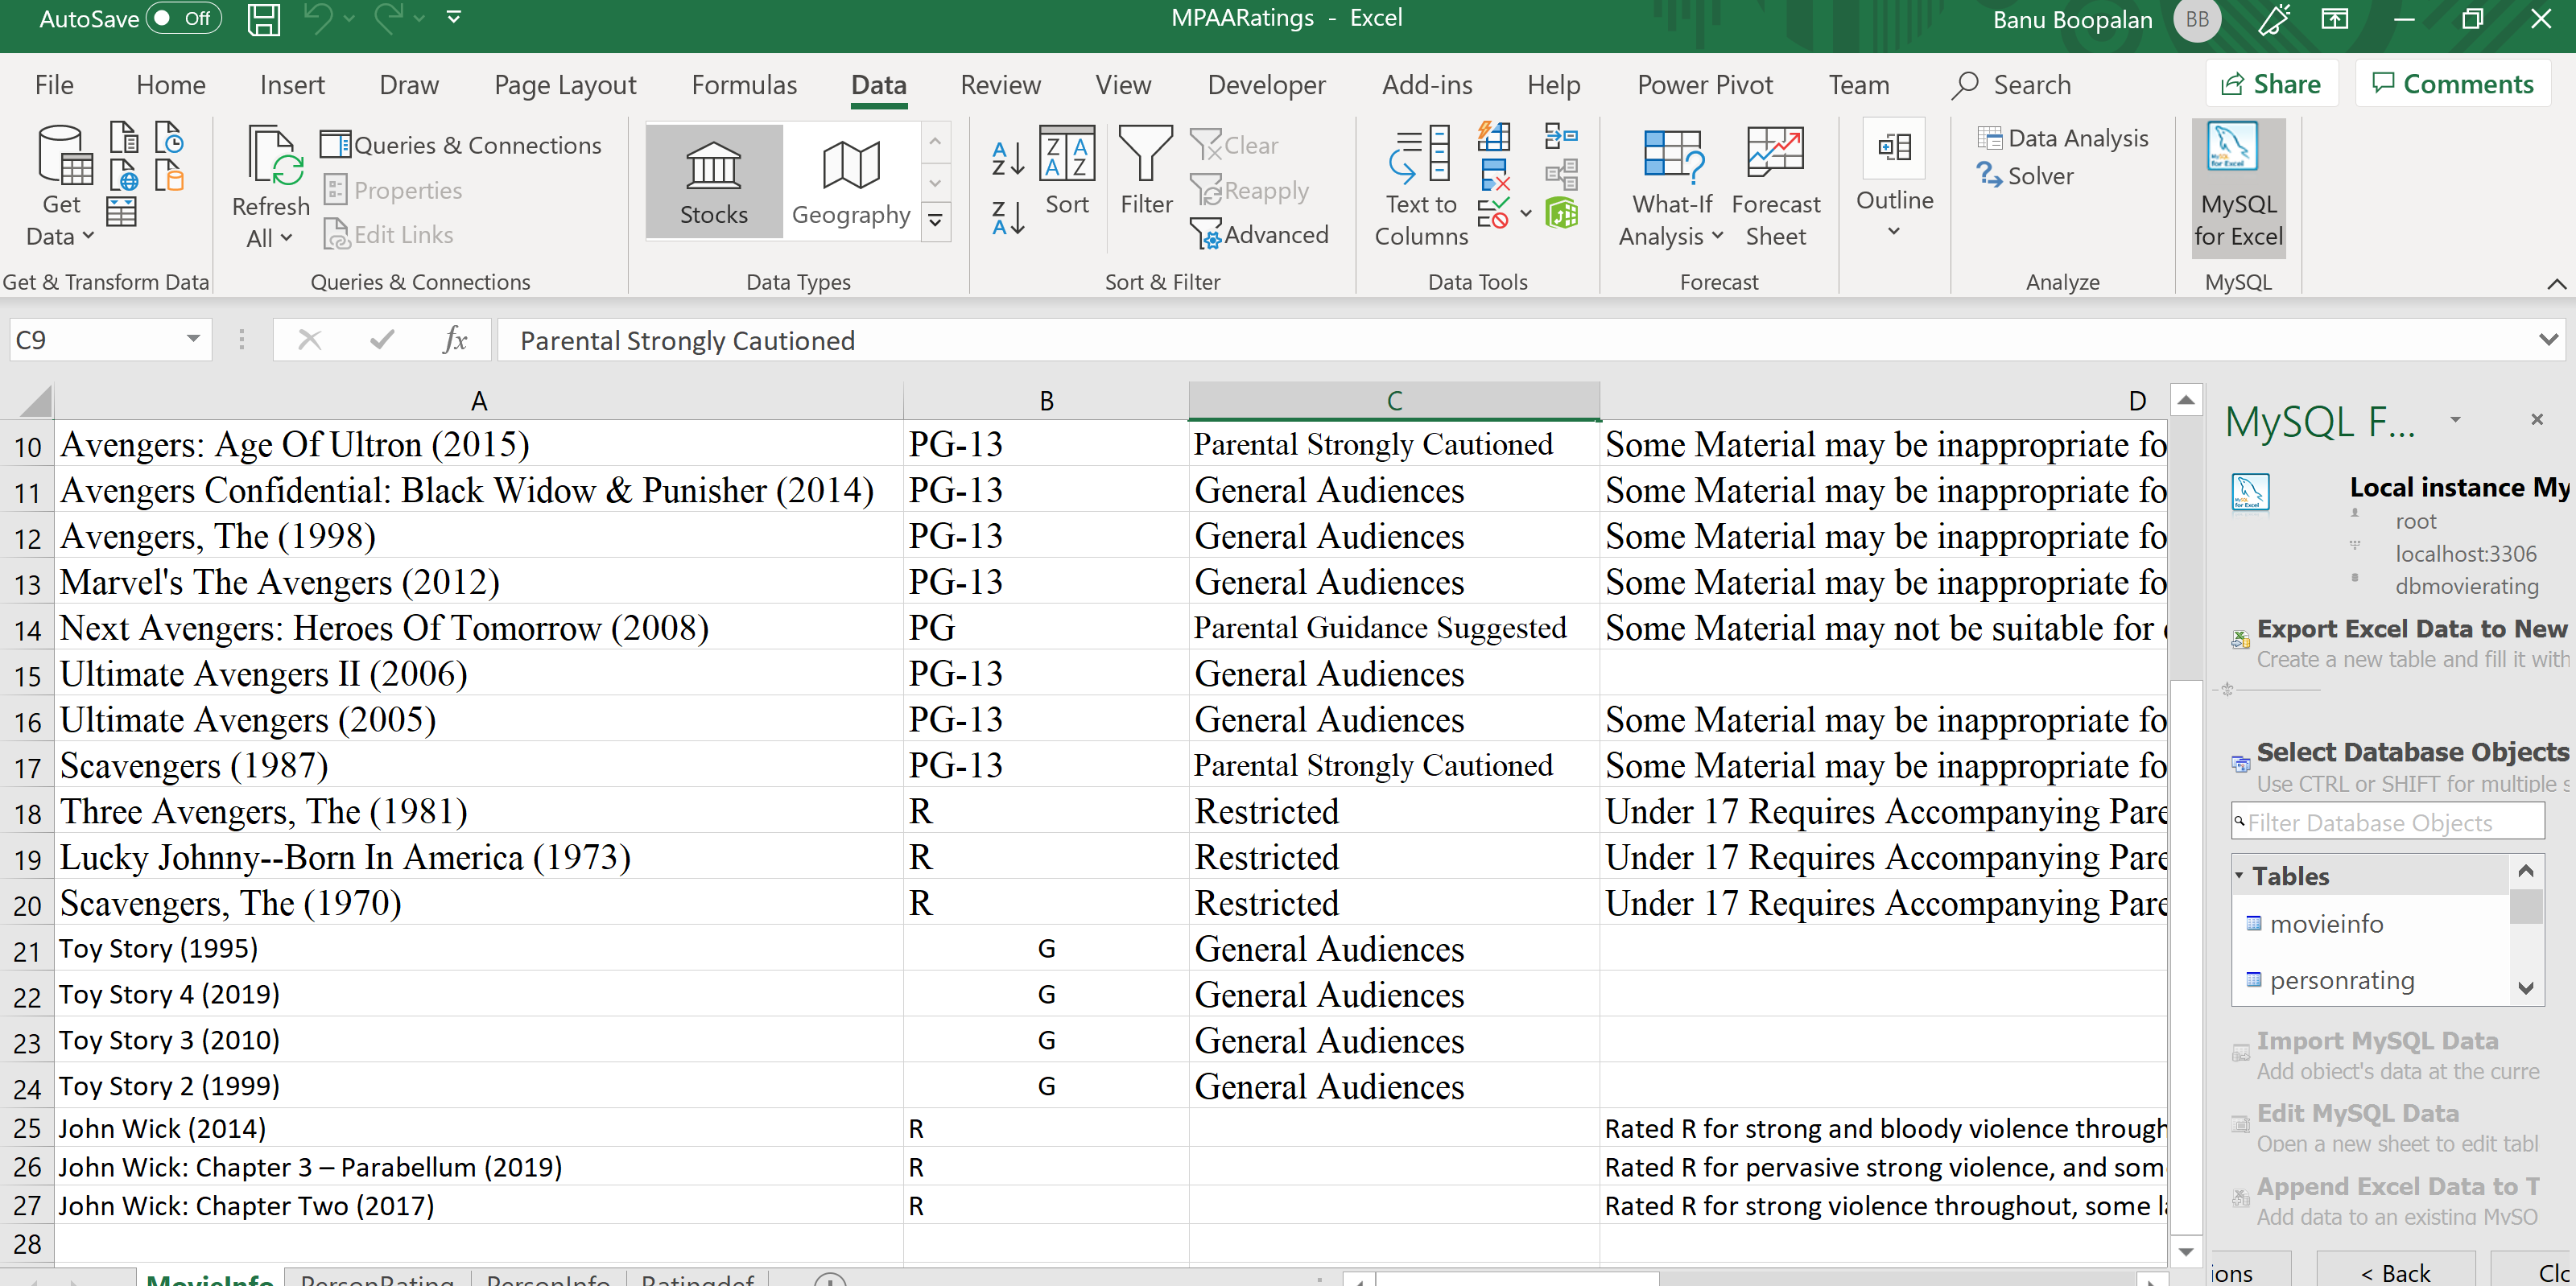 AutoSave Off
MPAARatings - Excel
Banu Boopalan BB
File Home Insert Draw Page Layout Formulas Data Review View Developer Add-ins Help Power Pivot Team Search Share Comments
Get Data
Refresh All
Queries & Connections
Properties
Edit Links
Stocks
Geography
Sort
Filter
Clear
Reapply
Advanced
Text to Columns
What-If Analysis
Forecast Sheet
Outline
Data Analysis
Solver
MySQL for Excel
Get & Transform Data Queries & Connections Data Types Sort & Filter Data Tools Forecast Analyze MySQL
C9 fx Parental Strongly Cautioned
A B C D
10 Avengers: Age Of Ultron (2015) PG-13 Parental Strongly Cautioned Some Material may be inappropriate fo
11 Avengers Confidential: Black Widow & Punisher (2014) PG-13 General Audiences Some Material may be inappropriate fo
12 Avengers, The (1998) PG-13 General Audiences Some Material may be inappropriate fo
13 Marvel's The Avengers (2012) PG-13 General Audiences Some Material may be inappropriate fo
14 Next Avengers: Heroes Of Tomorrow (2008) PG Parental Guidance Suggested Some Material may not be suitable for
15 Ultimate Avengers II (2006) PG-13 General Audiences
16 Ultimate Avengers (2005) PG-13 General Audiences Some Material may be inappropriate fo
17 Scavengers (1987) PG-13 Parental Strongly Cautioned Some Material may be inappropriate fo
18 Three Avengers, The (1981) R Restricted Under 17 Requires Accompanying Pare
19 Lucky Johnny--Born In America (1973) R Restricted Under 17 Requires Accompanying Pare
20 Scavengers, The (1970) R Restricted Under 17 Requires Accompanying Pare
21 Toy Story (1995) G General Audiences
22 Toy Story 4 (2019) G General Audiences
23 Toy Story 3 (2010) G General Audiences
24 Toy Story 2 (1999) G General Audiences
25 John Wick (2014) R Rated R for strong and bloody violence through
26 John Wick: Chapter 3 – Parabellum (2019) R Rated R for pervasive strong violence, and som
27 John Wick: Chapter Two (2017) R Rated R for strong violence throughout, some
28
MovieInfo PersonRating PersonInfo Ratingdef
MySQL F...
Local instance My
root
localhost:3306
dbmovierating
Export Excel Data to New
Create a new table and fill it with
Select Database Objects
Use CTRL or SHIFT for multiple s
Filter Database Objects
Tables
movieinfo
personrating
Import MySQL Data
Add object's data at the curre
Edit MySQL Data
Open a new sheet to edit tabl
Append Excel Data to T
Add data to an existing MySQ
ions < Back Clo